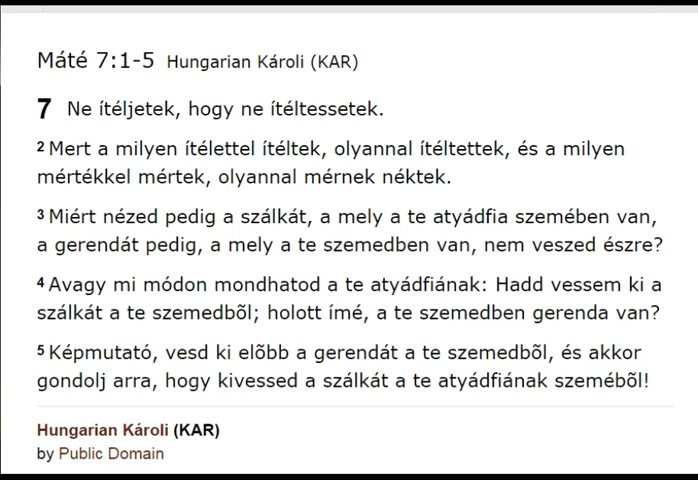 Máté 7:1-5 Hungarian Károli (KAR)
7 Ne ítéljetek, hogy ne ítéltessetek.
2 Mert a milyen ítélettel ítéltek, olyannal ítéltettek, és a milyen
mértékkel mértek, olyannal mérnek néktek.
3 Miért nézed pedig a szálkát, a mely a te atyádfia szemében van,
a gerendát pedig, a mely a te szemedben van, nem veszed észre?
4 Avagy mi módon mondhatod a te atyádfiának: Hadd vessem ki a
szálkát a te szemedbõl; holott ímé, a te szemedben gerenda van?
5 Képmutató, vesd ki elõbb a gerendát a te szemedbõl, és akkor
gondolj arra, hogy kivessed a szálkát a te atyádfiának szemébõl!
Hungarian Károli (KAR)
by Public Domain